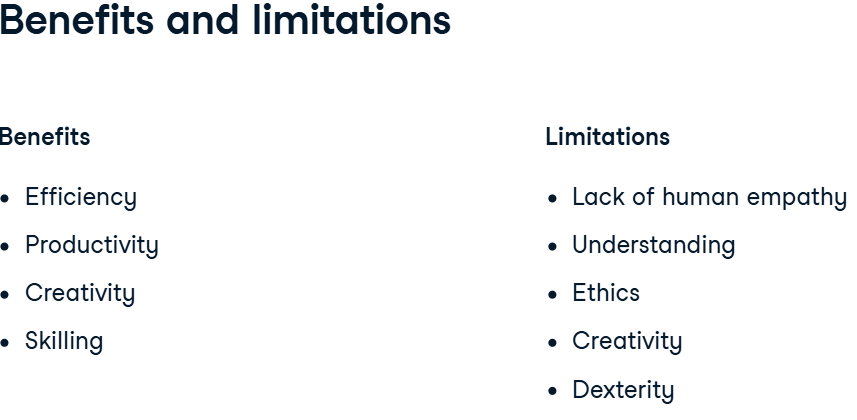 Benefits and limitations
Benefits
• Efficiency
• Productivity
• Creativity
• Skilling
Limitations
• Lack of human empathy
• Understanding
• Ethics
• Creativity
• Dexterity